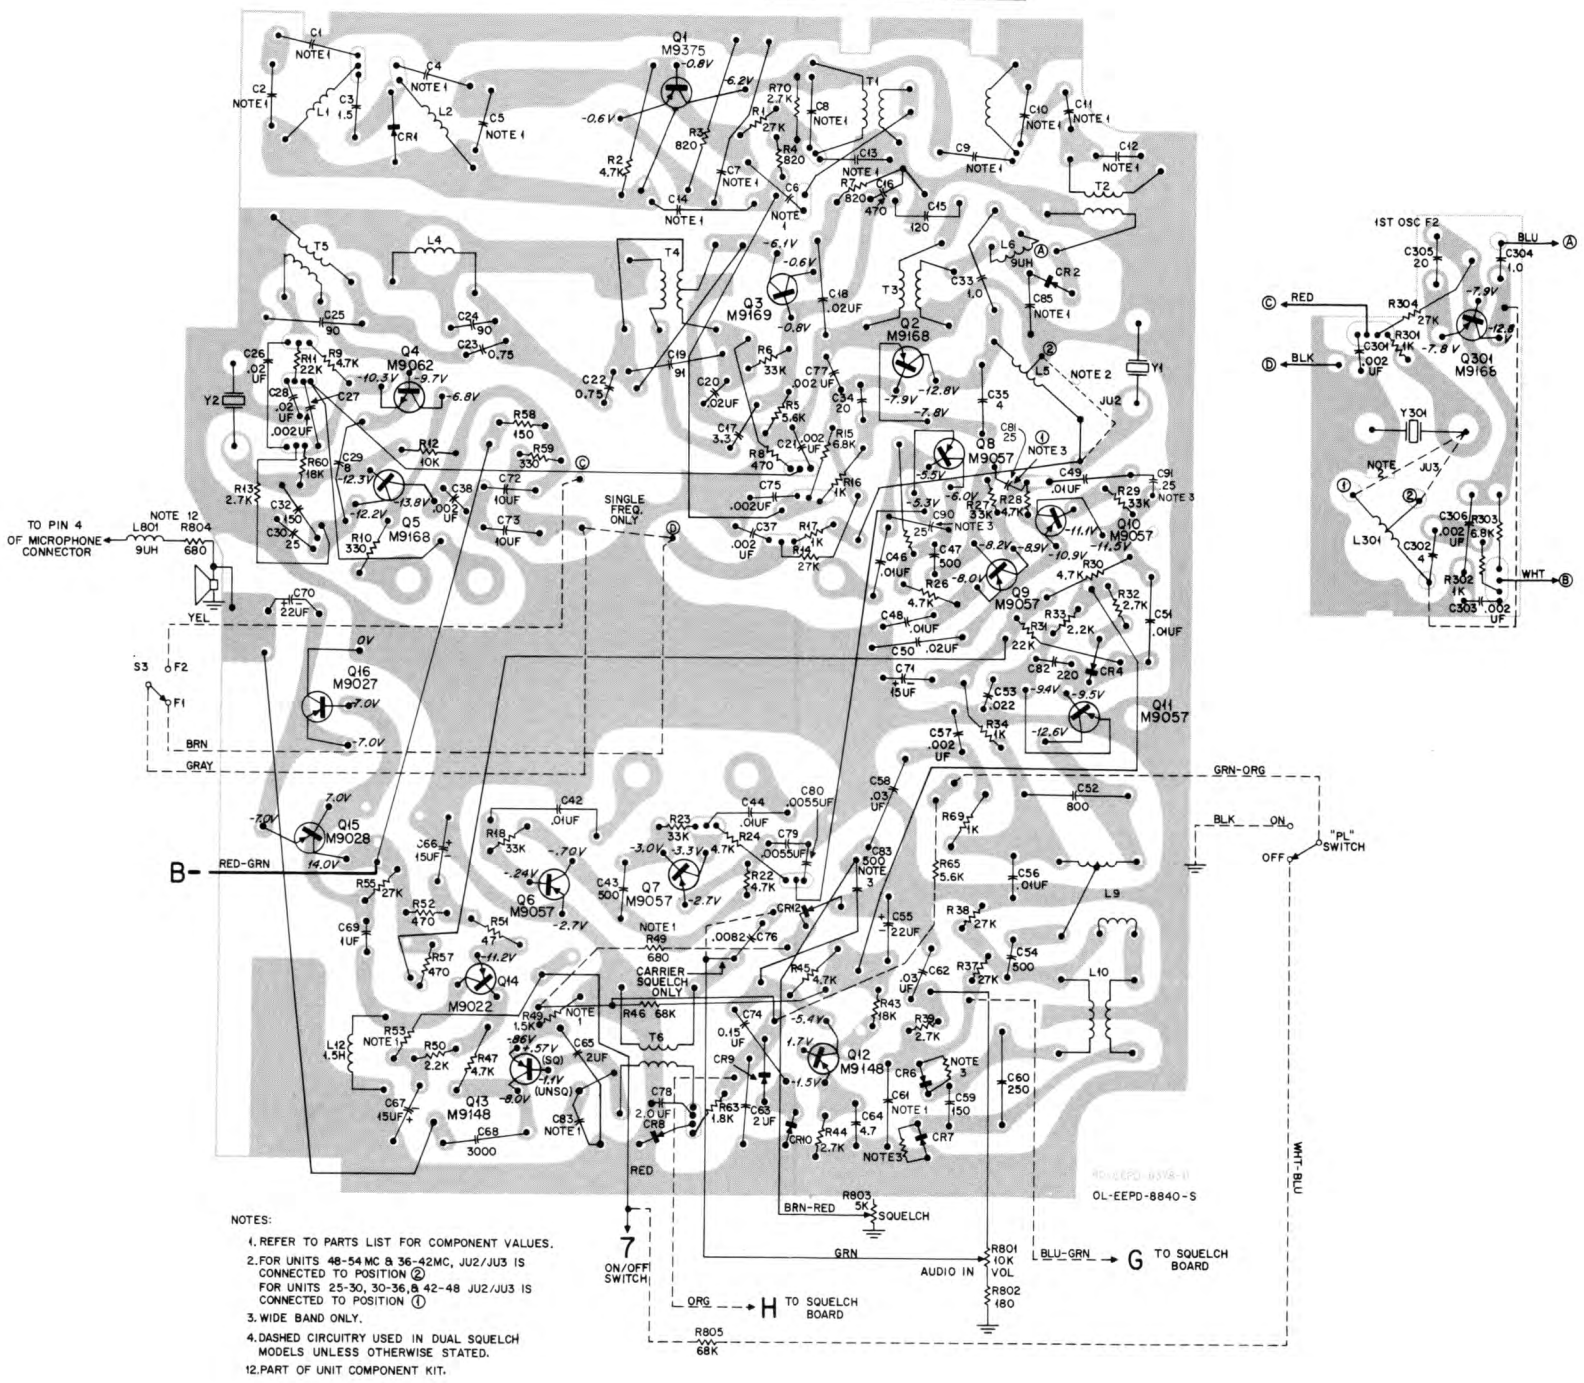 C1
NOTE 1
C2
NOTE 1
L1
C3
1.5
CR1
C4
NOTE 1
L2
C5
NOTE 1
Q1
M9375
-0.8V
-6.2V
-0.6V
R2
4.7K
R3
820
R1
27K
R4
820
C7
NOTE 1
C6
NOTE
1
C14
NOTE 1
R70
2.7K
C8
NOTE 1
T1
C13
NOTE 1
R7
820
C16
470
C15
120
C9
NOTE 1
C10
NOTE 1
C11
NOTE 1
C12
NOTE 1
T2
T5
L4
T4
-6.1V
-0.6V
Q3
M9169
-0.8V
C18
.02UF
T3
C33
1.0
L6
9UH
A
CR2
C85
NOTE 1
C25
90
C24
90
C23
0.75
C26
.02
UF
R11
22K
R9
4.7K
Q4
M9062
-10.3V
-9.7V
-6.8V
Y2
C28
.02
UF
C27
.002UF
C22
0.75
C19
91
C20
.02UF
R6
33K
C77
.002UF
Q2
M9168
-12.8V
-7.9V
-7.8V
C34
20
C35
4
L5
2
NOTE 2
Y1
JU2
R58
150
R59
330
R12
10K
C17
3.3
R5
5.6K
R8
470
C21
.002
UF
R15
6.8K
R16
1K
Q8
M9057
-5.5V
-5.3V
-6.0V
C81
25
1
NOTE 3
C49
.01UF
C91
25
NOTE 3
R29
33K
R60
18K
C29
8
-12.3V
-13.8V
-12.2V
Q5
M9168
R10
330
C38
.002
UF
C72
10UF
C73
10UF
C
SINGLE
FREQ.
ONLY
D
C75
.002UF
C37
.002
UF
R17
1K
R14
27K
R13
2.7K
C32
150
C30
25
C90
25
NOTE 3
R27
33K
R28
4.7K
Q10
M9057
-11.1V
-11.5V
-10.9V
C46
.01UF
C47
500
-8.2V
-8.9V
-8.0V
Q9
M9057
R30
4.7K
R26
4.7K
R32
2.7K
R33
2.2K
R31
22K
C51
.01UF
C48
.01UF
C50
.02UF
C82
220
CR4
C71
15UF
C53
.022
-9.4V
-9.5V
Q11
M9057
-12.6V
R34
1K
C57
.002
UF
TO PIN 4
OF MICROPHONE
CONNECTOR
L801
9UH
NOTE 12
R804
680
C70
22UF
YEL
S3
F2
F1
BRN
GRAY
0V
Q16
M9027
-7.0V
-7.0V
7.0V
-7.0V
Q15
M9028
14.0V
B-
RED-GRN
C66
15UF
R18
33K
C42
.01UF
-.70V
-.24V
Q6
M9057
-2.7V
C43
500
R23
33K
-3.0V
-3.3V
Q7
M9057
-2.7V
C44
.01UF
R24
4.7K
R22
4.7K
C79
.0055UF
C80
.0055UF
C58
.03
UF
C83
500
NOTE
3
CR12
R69
1K
C52
800
R65
5.6K
C56
.01UF
L9
R38
27K
C55
22UF
C54
500
R37
27K
C62
.03
UF
L10
R55
27K
C69
1UF
R52
470
R51
47
R57
470
-11.2V
Q14
M9022
NOTE 1
R49
680
CARRIER
SQUELCH
ONLY
.0082
C76
R45
4.7K
R46
68K
R43
18K
R39
2.7K
L12
1.5H
R53
NOTE 1
R50
2.2K
R47
4.7K
R49
1.5K
NOTE
1
-.86V
+.57V
(SQ)
-1.1V
(UNSQ)
-8.0V
Q13
M9148
C65
2UF
C67
15UF
C68
3000
C83
NOTE 1
T6
C78
2.0UF
CR8
R63
1.8K
C74
0.15
UF
CR9
C63
2UF
-5.4V
1.7V
-1.5V
Q12
M9148
CR10
R44
2.7K
C64
4.7
C61
NOTE 1
CR6
NOTE
3
C59
150
CR7
NOTE 3
C60
250
OL-EEPD-8840-S
GRN-ORG
BLK
ON
OFF
"PL"
SWITCH
WHT-BLU
RED
7
ON/OFF
SWITCH
ORG
H
TO SQUELCH
BOARD
R805
68K
BRN-RED
R803
5K
SQUELCH
GRN
AUDIO IN
R801
10K
VOL
R802
180
BLU-GRN
G
TO SQUELCH
BOARD
1ST OSC F2
C305
20
BLU
A
C304
1.0
C
RED
R304
27K
-7.9V
-12.8
V
C301
.002
UF
R301
1K
-7.8V
Q301
M9168
D
BLK
Y301
NOTE
2
JU3
1
2
L301
C302
4
C306
.002
UF
R303
6.8K
R302
1K
C303
.002
UF
WHT
B
NOTES:
1. REFER TO PARTS LIST FOR COMPONENT VALUES.
2. FOR UNITS 48-54 MC & 36-42MC, JU2/JU3 IS
CONNECTED TO POSITION ②
FOR UNITS 25-30, 30-36,& 42-48 JU2/JU3 IS
CONNECTED TO POSITION ①
3. WIDE BAND ONLY.
4. DASHED CIRCUITRY USED IN DUAL SQUELCH
MODELS UNLESS OTHERWISE STATED.
12. PART OF UNIT COMPONENT KIT.